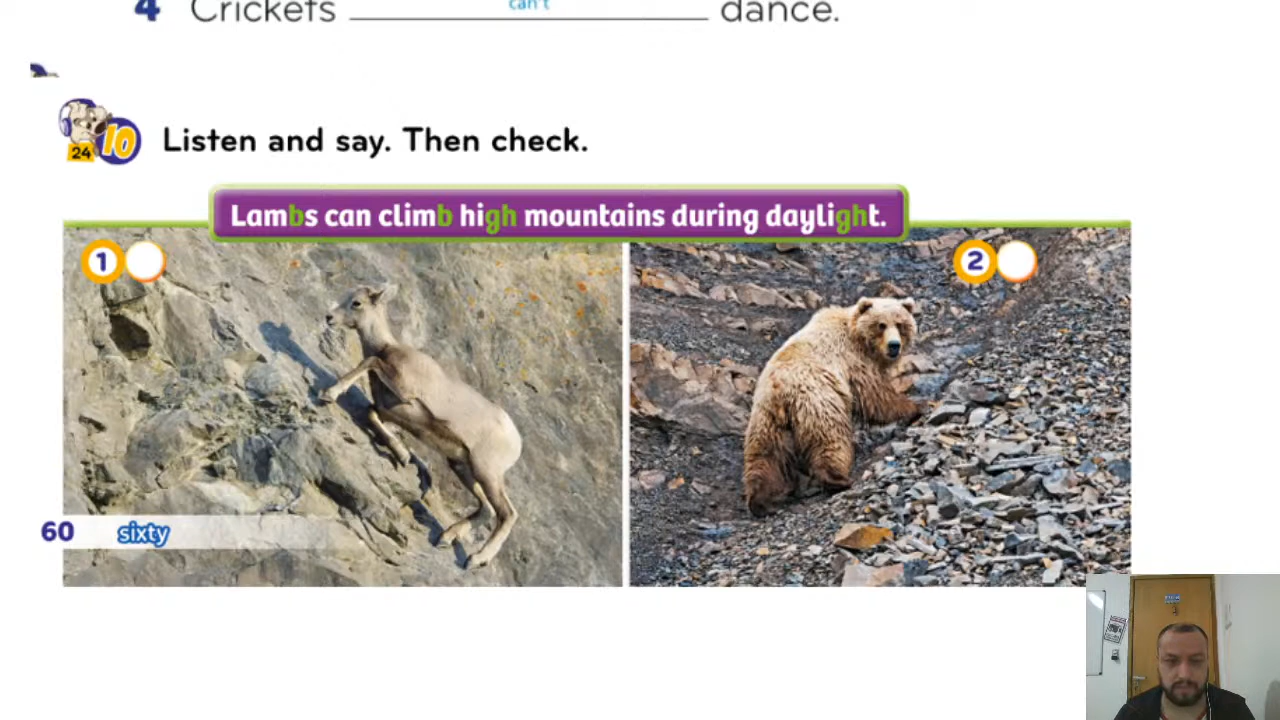 4 Crickets can't dance.
24 10 Listen and say. Then check.
Lambs can climb high mountains during daylight.
1 2
60 sixty